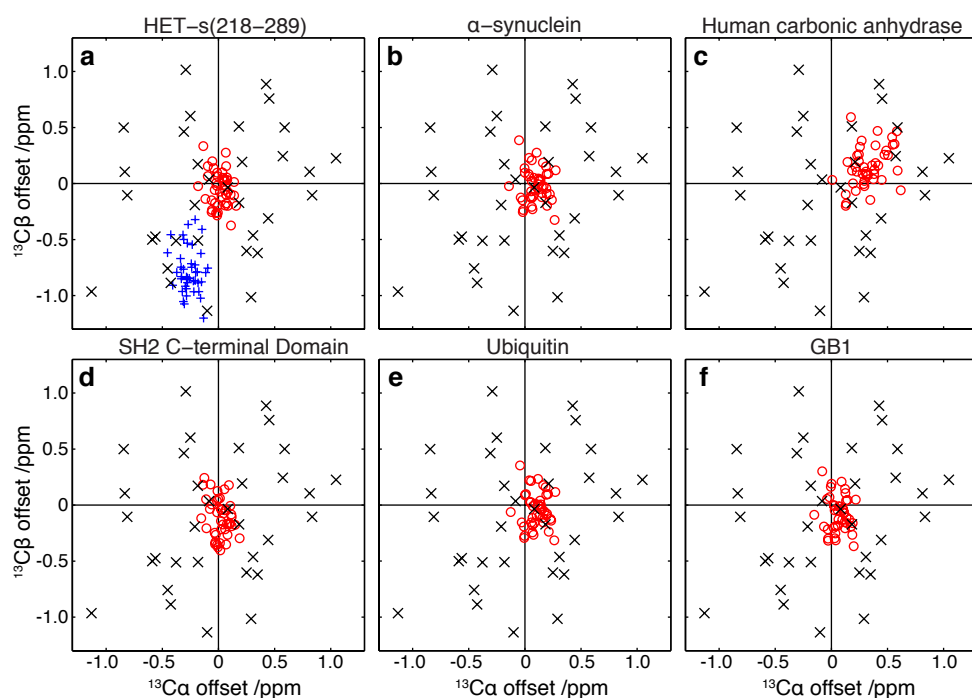 HET−s(218−289) α−synuclein Human carbonic anhydrase
a b c
1.0
0.5
0
-0.5
-1.0
¹³Cβ offset /ppm
SH2 C−terminal Domain Ubiquitin GB1
d e f
1.0
0.5
0
-0.5
-1.0
¹³Cβ offset /ppm
-1.0 -0.5 0 0.5 1.0 -1.0 -0.5 0 0.5 1.0 -1.0 -0.5 0 0.5 1.0
¹³Cα offset /ppm ¹³Cα offset /ppm ¹³Cα offset /ppm